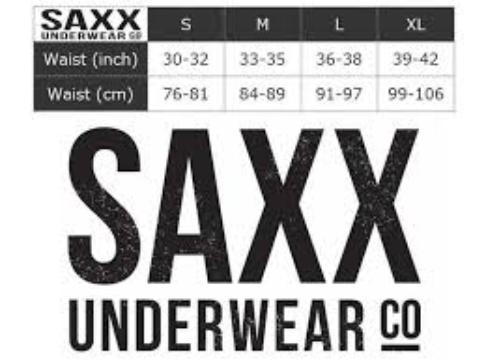 SAXX S M L XL
UNDERWEAR CO
Waist (inch) 30-32 33-35 36-38 39-42
Waist (cm) 76-81 84-89 91-97 99-106
SAXX
UNDERWEAR CO